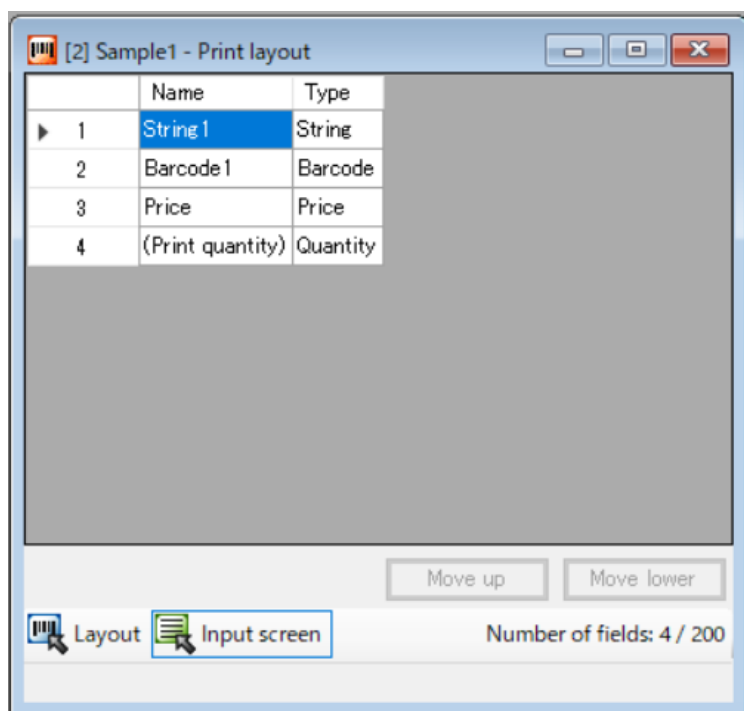 [2] Sample1 - Print layout
Name Type
1 String1 String
2 Barcode1 Barcode
3 Price Price
4 (Print quantity) Quantity
Move up Move lower
Layout Input screen Number of fields: 4 / 200